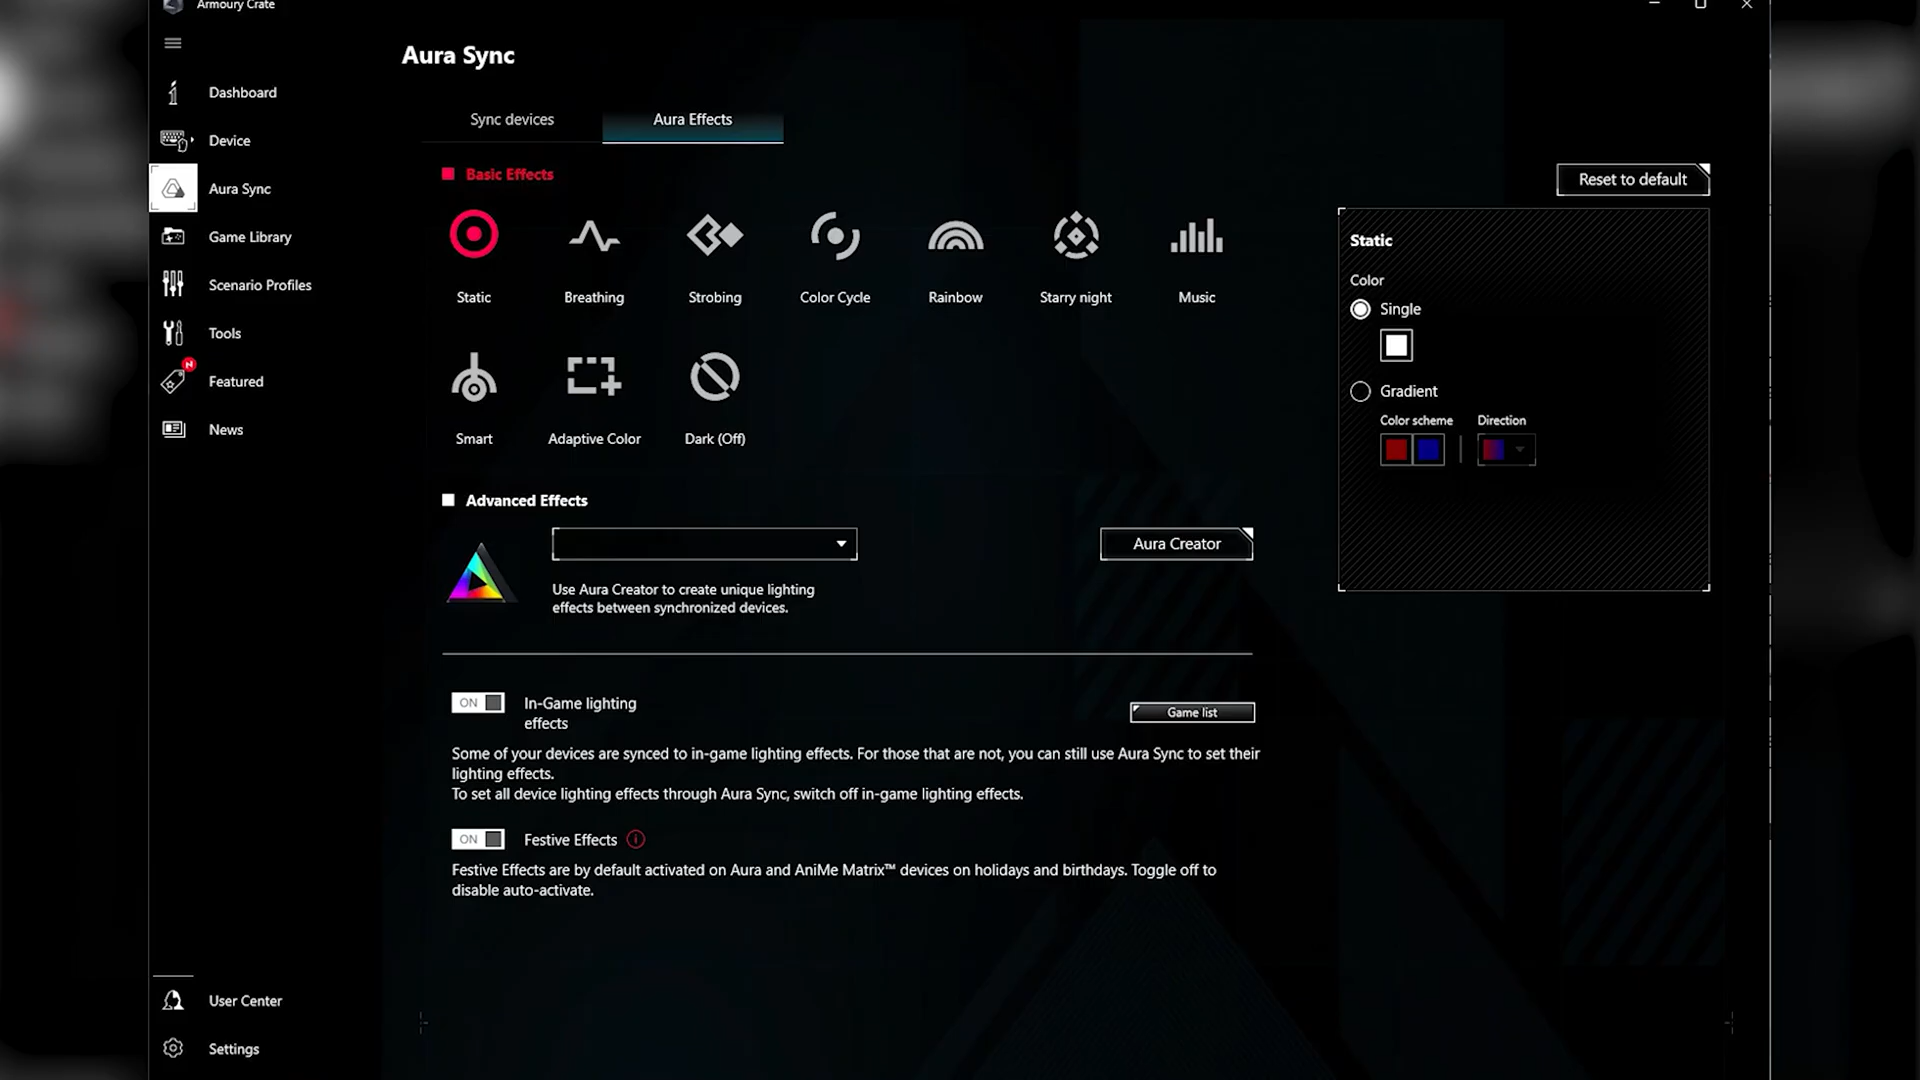 Armoury Crate
Aura Sync
Dashboard
Device
Aura Sync
Game Library
Scenario Profiles
Tools
N
Featured
News
User Center
Settings
Sync devices
Aura Effects
Basic Effects
Reset to default
Static
Breathing
Strobing
Color Cycle
Rainbow
Starry night
Music
Smart
Adaptive Color
Dark (Off)
Static
Color
Single
Gradient
Color scheme
Direction
Advanced Effects
Aura Creator
Use Aura Creator to create unique lighting
effects between synchronized devices.
ON
In-Game lighting
effects
Game list
Some of your devices are synced to in-game lighting effects. For those that are not, you can still use Aura Sync to set their
lighting effects.
To set all device lighting effects through Aura Sync, switch off in-game lighting effects.
ON
Festive Effects
Festive Effects are by default activated on Aura and AniMe Matrix™ devices on holidays and birthdays. Toggle off to
disable auto-activate.